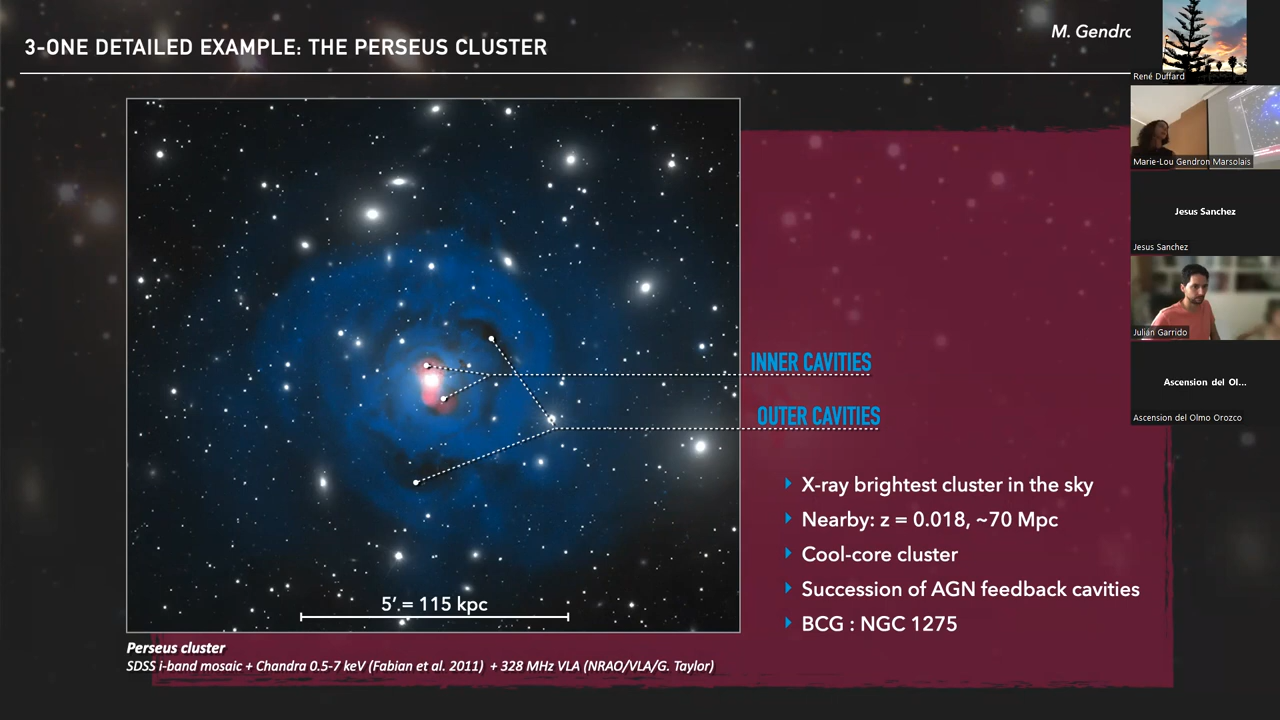 3-ONE DETAILED EXAMPLE: THE PERSEUS CLUSTER
M. Gendro
René Duffard
Marie-Lou Gendron Marsolais
Jesus Sanchez
Jesus Sanchez
Julián Garrido
Ascension del Ol...
Ascension del Olmo Orozco
INNER CAVITIES
OUTER CAVITIES
X-ray brightest cluster in the sky
Nearby: z = 0.018, ~70 Mpc
Cool-core cluster
Succession of AGN feedback cavities
BCG : NGC 1275
5’ = 115 kpc
Perseus cluster
SDSS i-band mosaic + Chandra 0.5-7 keV (Fabian et al. 2011) + 328 MHz VLA (NRAO/VLA/G. Taylor)